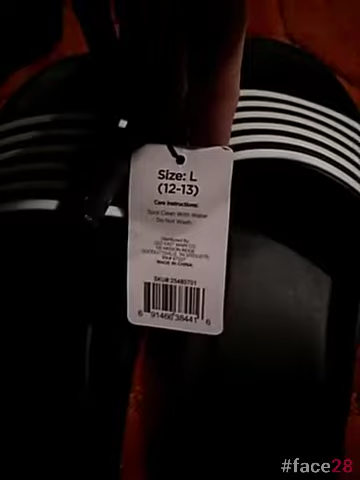 Size: L
(12-13)
Care Instructions:
Spot Clean With Water
Do Not Wash
MADE IN CHINA
SKU# 25480701
6 91466 38441 6
#face28